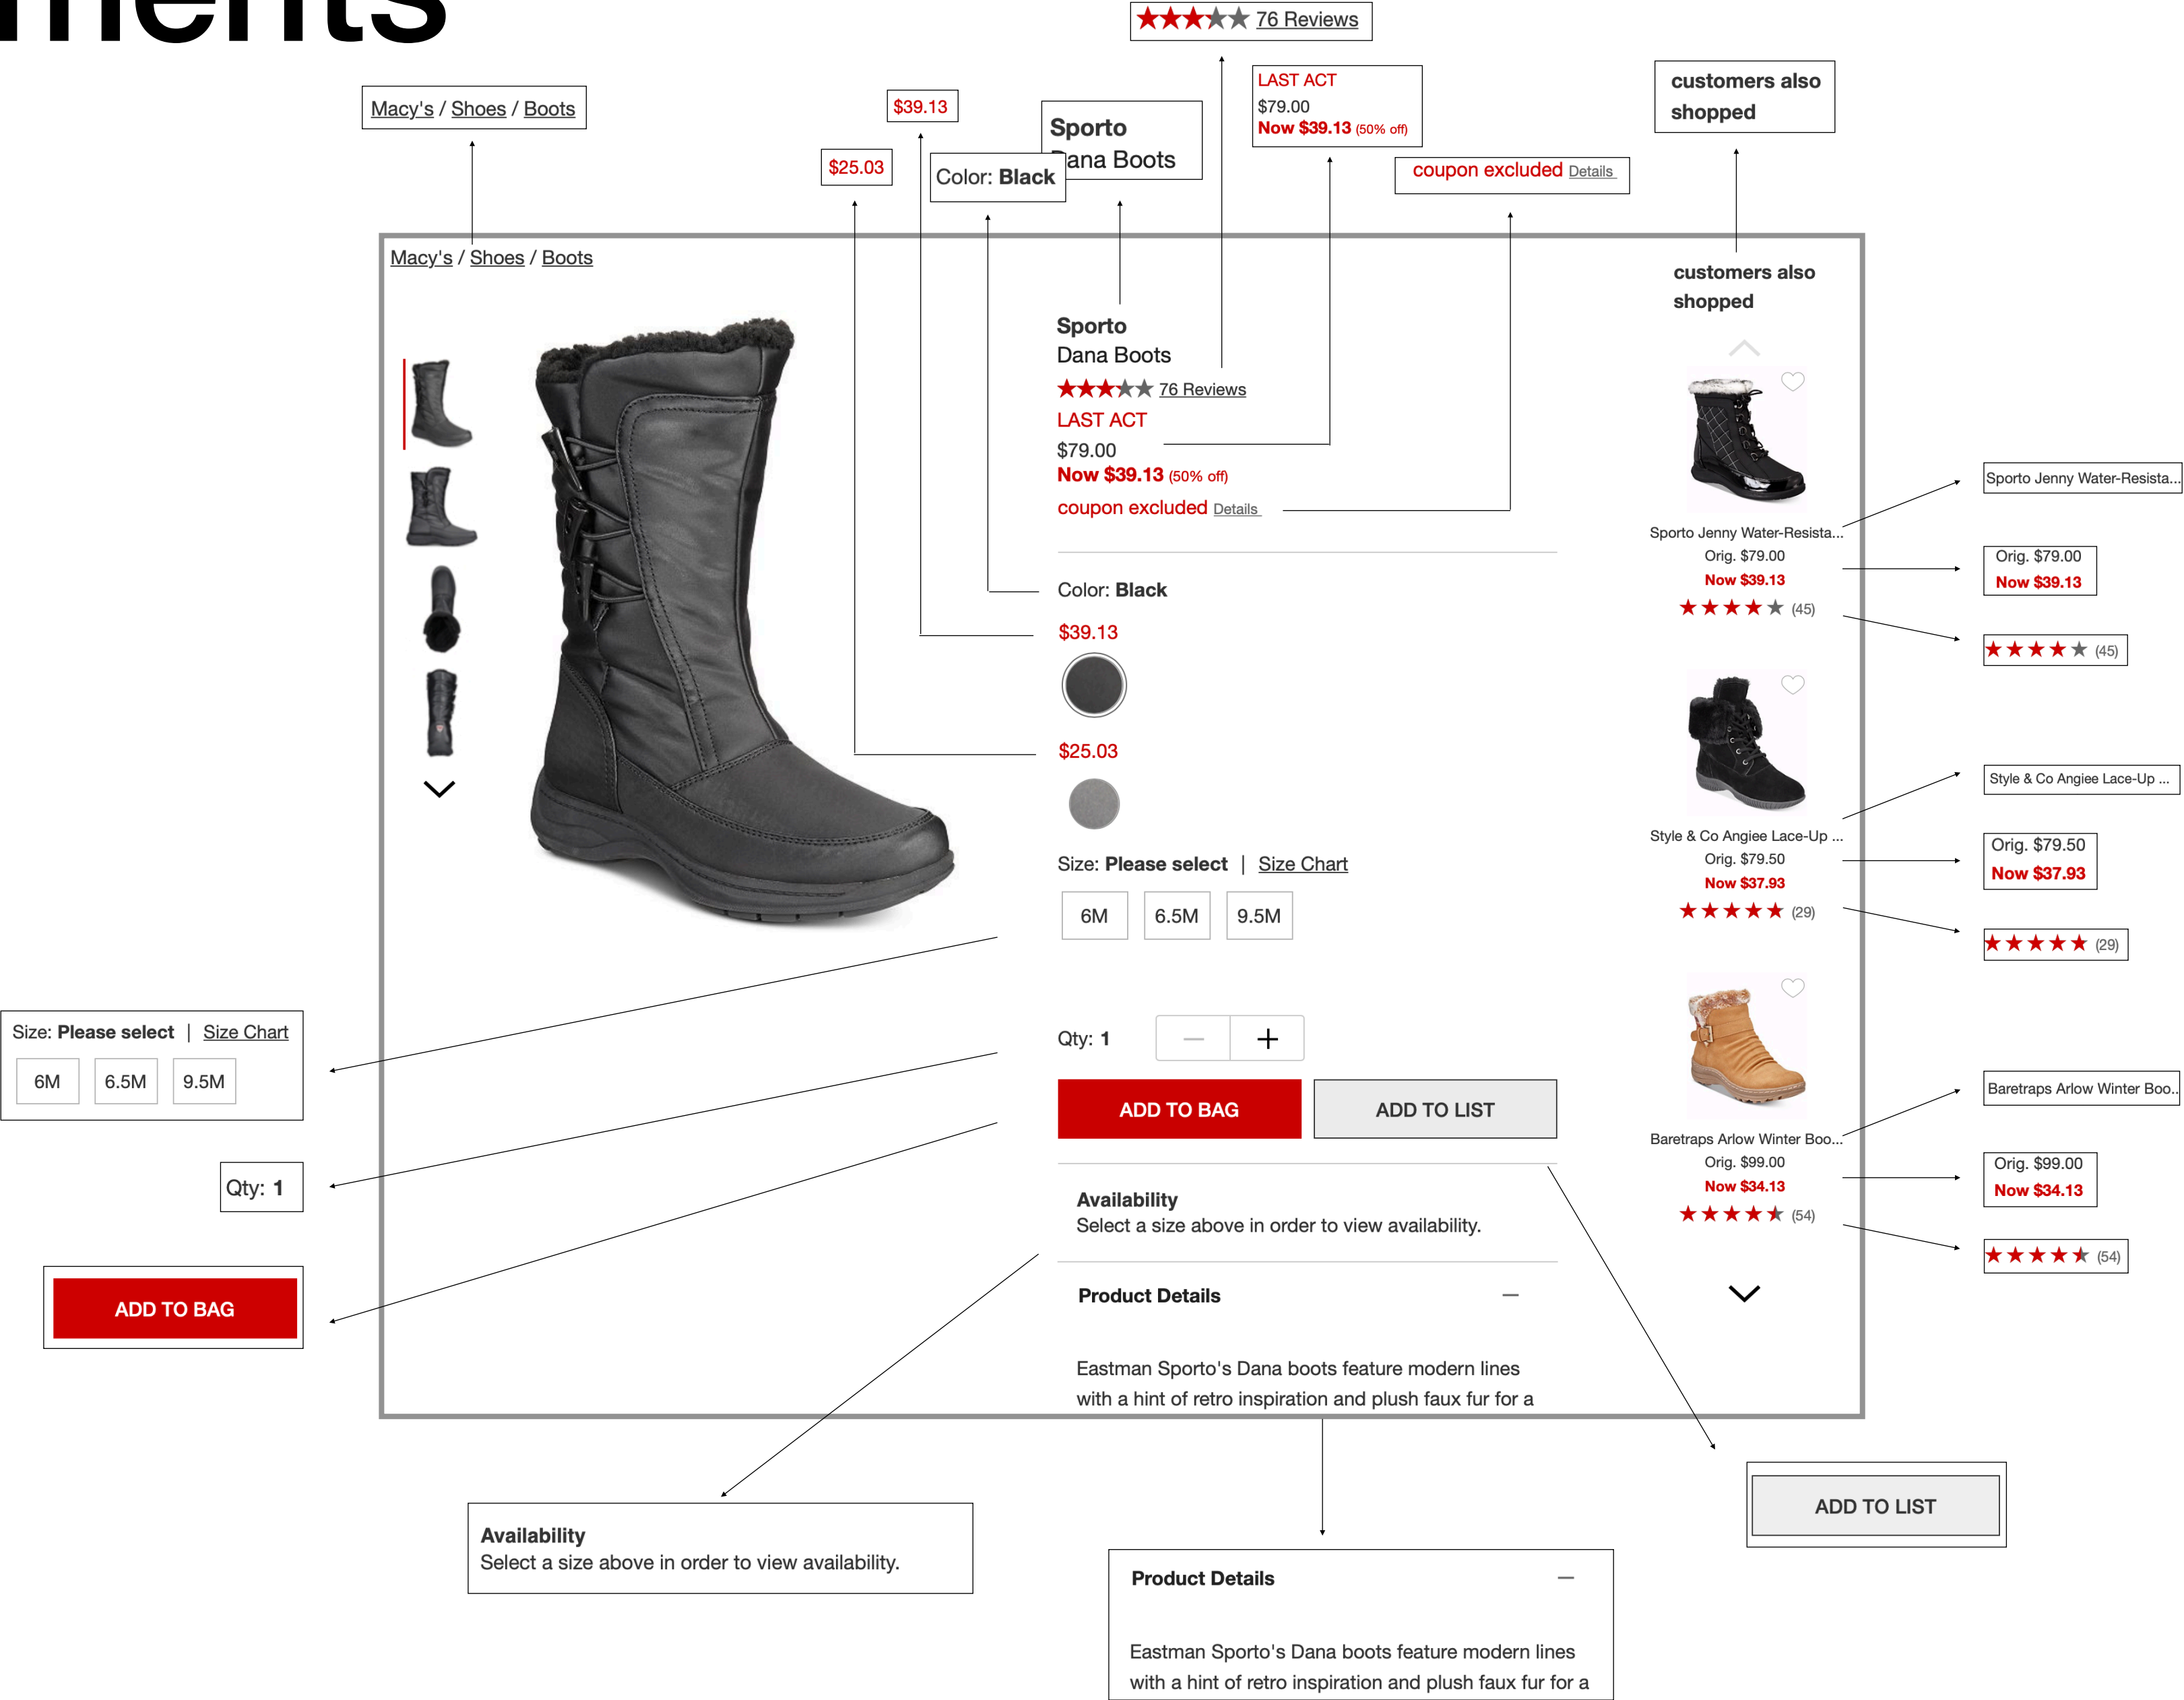 ments
76 Reviews
LAST ACT
$79.00
Now $39.13 (50% off)
customers also
shopped
Macy's / Shoes / Boots
$39.13
Sporto
Dana Boots
$25.03
Color: Black
coupon excluded Details
Macy's / Shoes / Boots
Sporto
Dana Boots
76 Reviews
LAST ACT
$79.00
Now $39.13 (50% off)
coupon excluded Details
Color: Black
$39.13
$25.03
Size: Please select | Size Chart
6M 6.5M 9.5M
Qty: 1
ADD TO BAG ADD TO LIST
Availability
Select a size above in order to view availability.
Product Details
Eastman Sporto's Dana boots feature modern lines
with a hint of retro inspiration and plush faux fur for a
customers also
shopped
Sporto Jenny Water-Resista...
Orig. $79.00
Now $39.13
(45)
Style & Co Angiee Lace-Up ...
Orig. $79.50
Now $37.93
(29)
Baretraps Arlow Winter Boo...
Orig. $99.00
Now $34.13
(54)
Sporto Jenny Water-Resista...
Orig. $79.00
Now $39.13
(45)
Style & Co Angiee Lace-Up ...
Orig. $79.50
Now $37.93
(29)
Baretraps Arlow Winter Boo..
Orig. $99.00
Now $34.13
(54)
Size: Please select | Size Chart
6M 6.5M 9.5M
Qty: 1
ADD TO BAG
Availability
Select a size above in order to view availability.
ADD TO LIST
Product Details
Eastman Sporto's Dana boots feature modern lines
with a hint of retro inspiration and plush faux fur for a